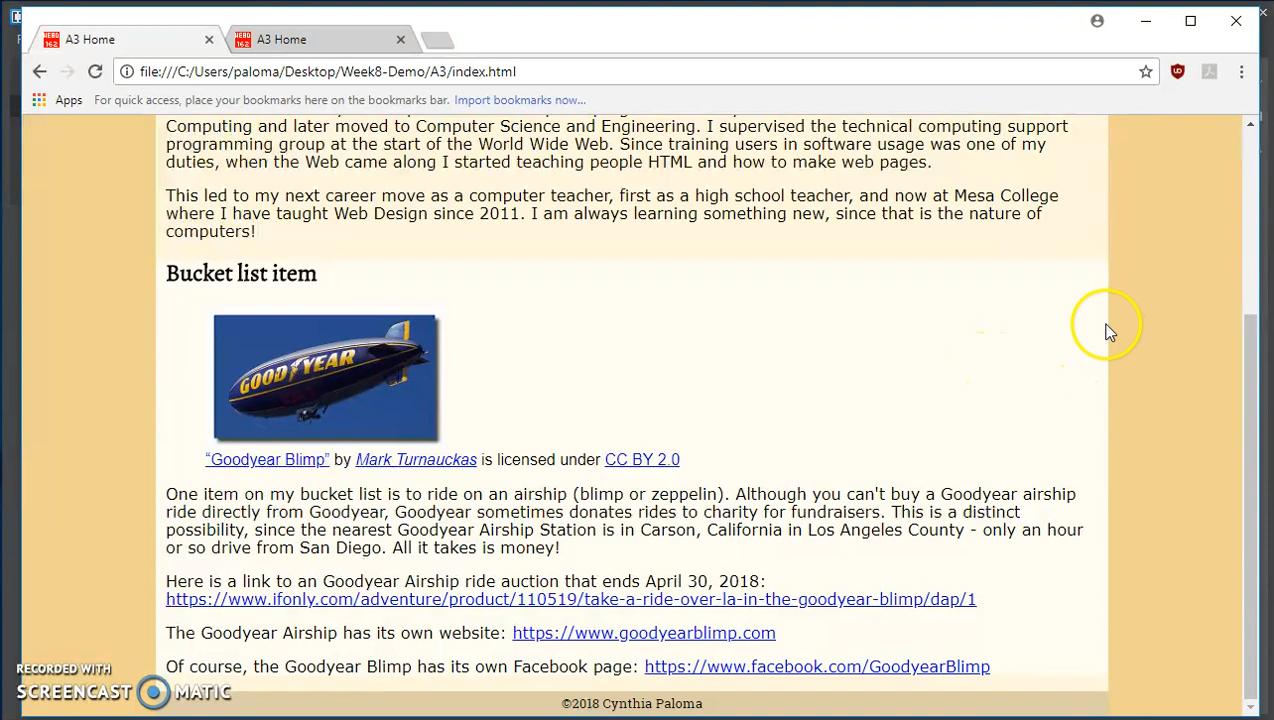 A3 Home
A3 Home
file:///C:/Users/paloma/Desktop/Week8-Demo/A3/index.html
Apps For quick access, place your bookmarks here on the bookmarks bar. Import bookmarks now...
Computing and later moved to Computer Science and Engineering. I supervised the technical computing support
programming group at the start of the World Wide Web. Since training users in software usage was one of my
duties, when the Web came along I started teaching people HTML and how to make web pages.
This led to my next career move as a computer teacher, first as a high school teacher, and now at Mesa College
where I have taught Web Design since 2011. I am always learning something new, since that is the nature of
computers!
Bucket list item
GOODYEAR
“Goodyear Blimp” by Mark Turnauckas is licensed under CC BY 2.0
One item on my bucket list is to ride on an airship (blimp or zeppelin). Although you can't buy a Goodyear airship
ride directly from Goodyear, Goodyear sometimes donates rides to charity for fundraisers. This is a distinct
possibility, since the nearest Goodyear Airship Station is in Carson, California in Los Angeles County - only an hour
or so drive from San Diego. All it takes is money!
Here is a link to an Goodyear Airship ride auction that ends April 30, 2018:
https://www.ifonly.com/adventure/product/110519/take-a-ride-over-la-in-the-goodyear-blimp/dap/1
The Goodyear Airship has its own website: https://www.goodyearblimp.com
Of course, the Goodyear Blimp has its own Facebook page: https://www.facebook.com/GoodyearBlimp
RECORDED WITH
SCREENCAST MATIC
©2018 Cynthia Paloma